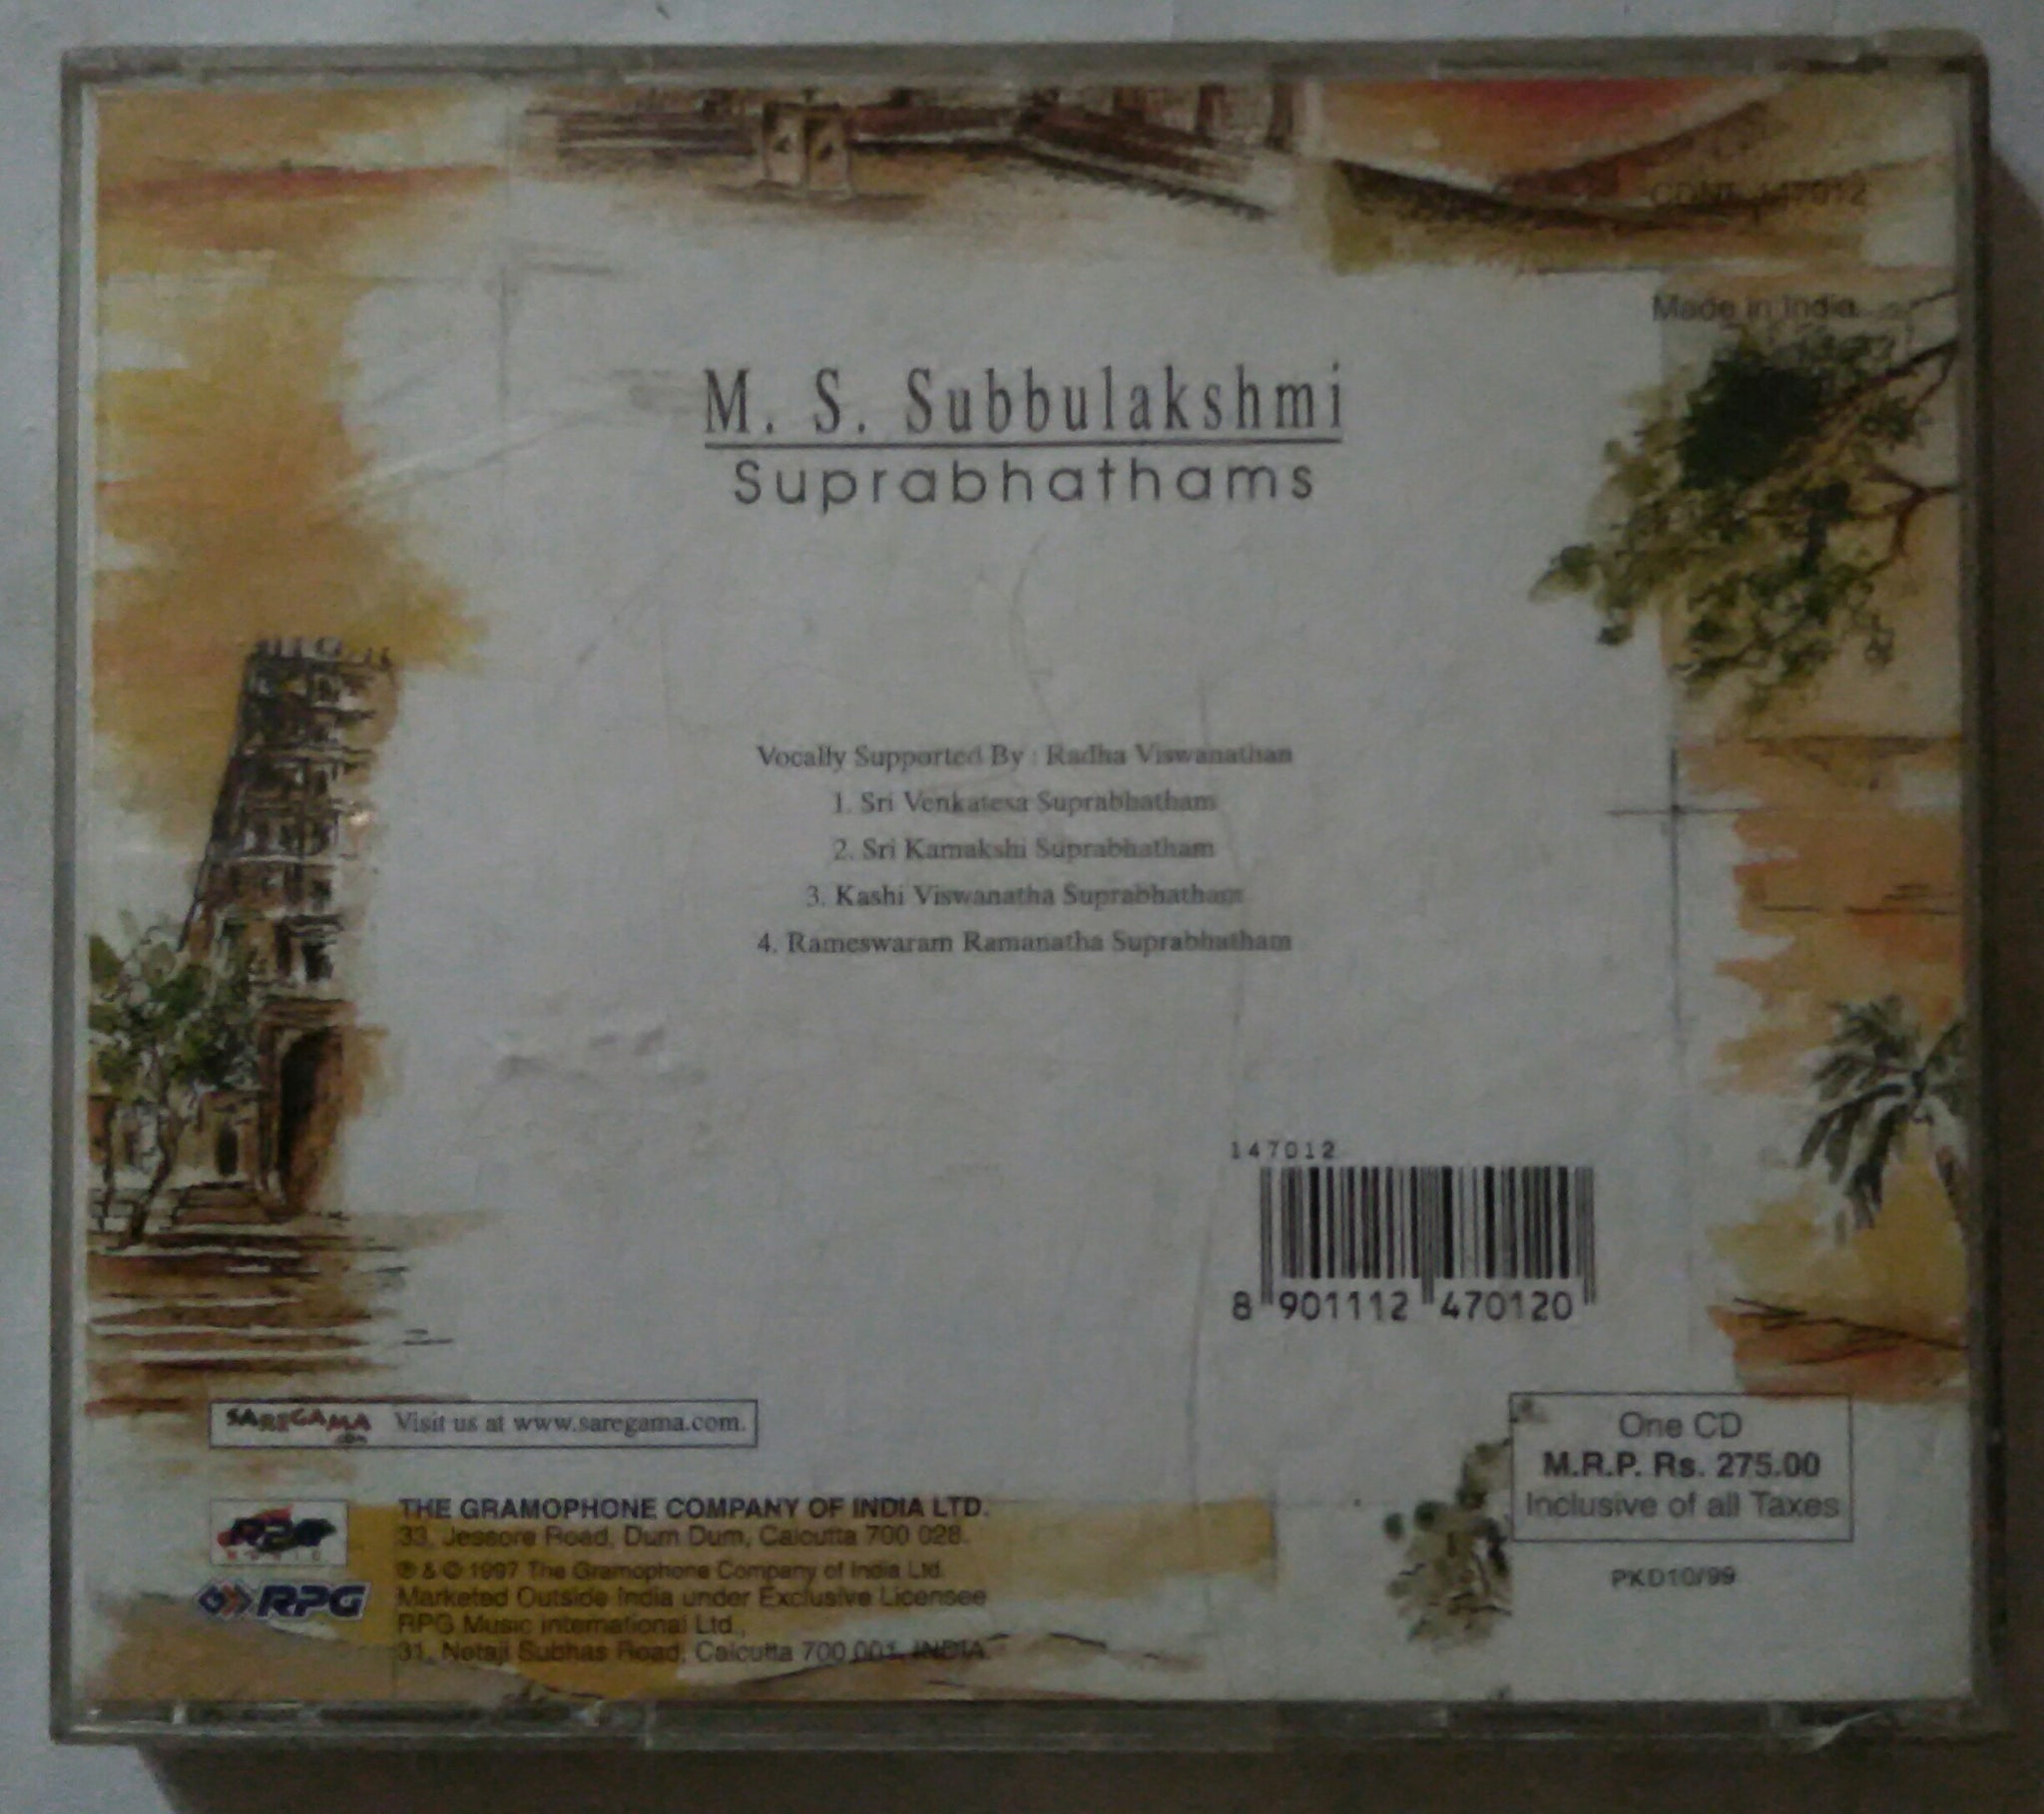 147012
Made in India
M. S. Subbulakshmi
Suprabhathams
Vocally Supported By : Radha Viswanathan
1. Sri Venkatesa Suprabhatham
2. Sri Kamakshi Suprabhatham
3. Kashi Viswanatha Suprabhatham
4. Rameswaram Ramanatha Suprabhatham
147012
8 901112 470120
SAREGAMA .com Visit us at www.saregama.com.
One CD
M.R.P. Rs. 275.00
Inclusive of all Taxes
PKD10/99
RPG
MUSIC
RPG
THE GRAMOPHONE COMPANY OF INDIA LTD.
33, Jessore Road, Dum Dum, Calcutta 700 028.
℗ & © 1997 The Gramophone Company of India Ltd.
Marketed Outside India under Exclusive Licensee
RPG Music international Ltd.,
31, Netaji Subhas Road, Calcutta 700 001. INDIA.